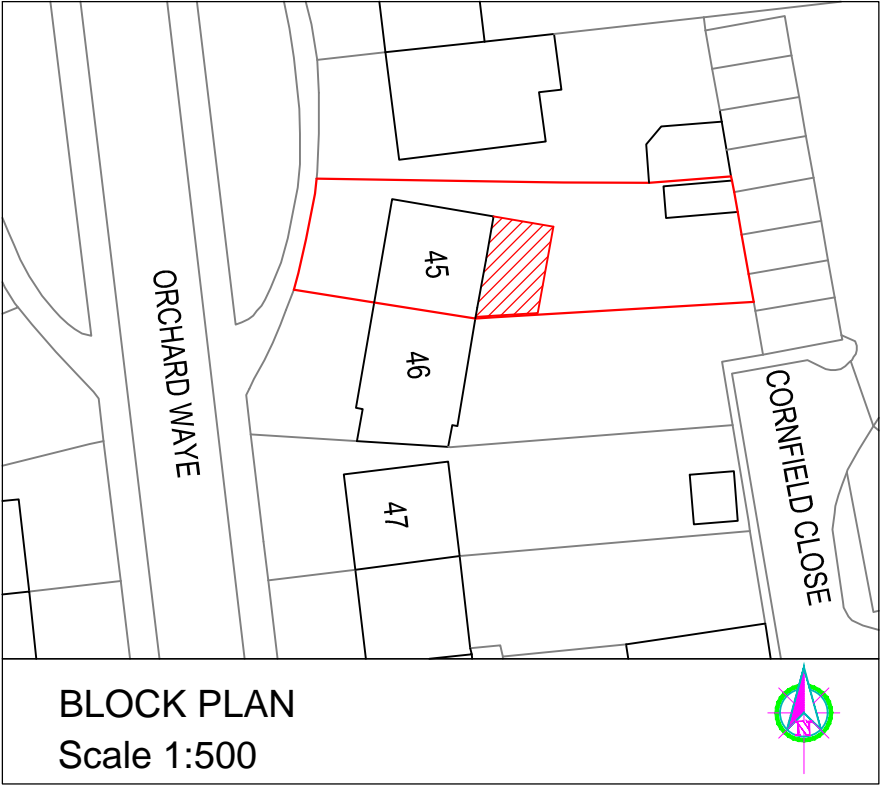 45
46
47
ORCHARD WAYE
CORNFIELD CLOSE
BLOCK PLAN
Scale 1:500
N